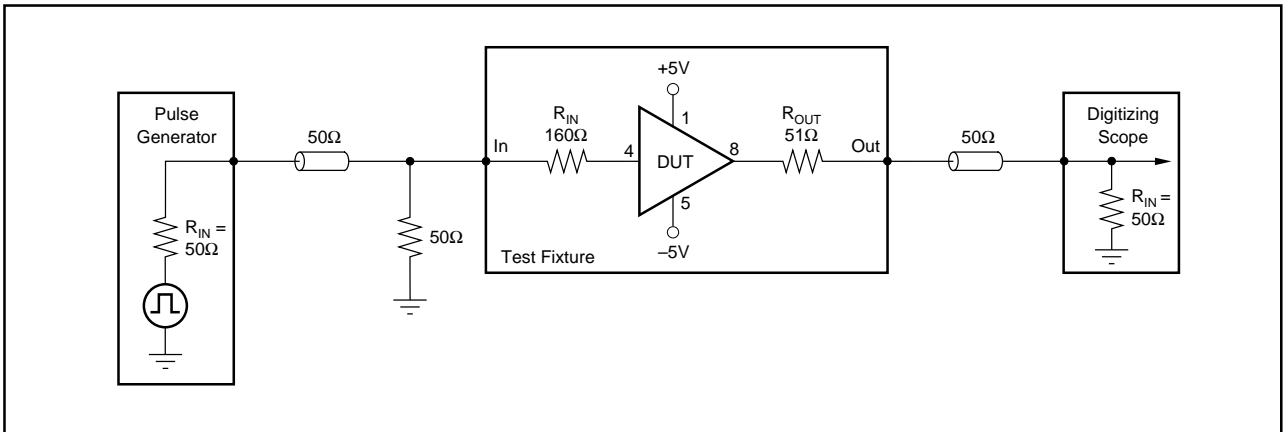 Pulse
Generator
R_IN =
50Ω
50Ω
50Ω
In
R_IN
160Ω
4
DUT
+5V
1
8
5
–5V
R_OUT
51Ω
Out
Test Fixture
50Ω
Digitizing
Scope
R_IN =
50Ω